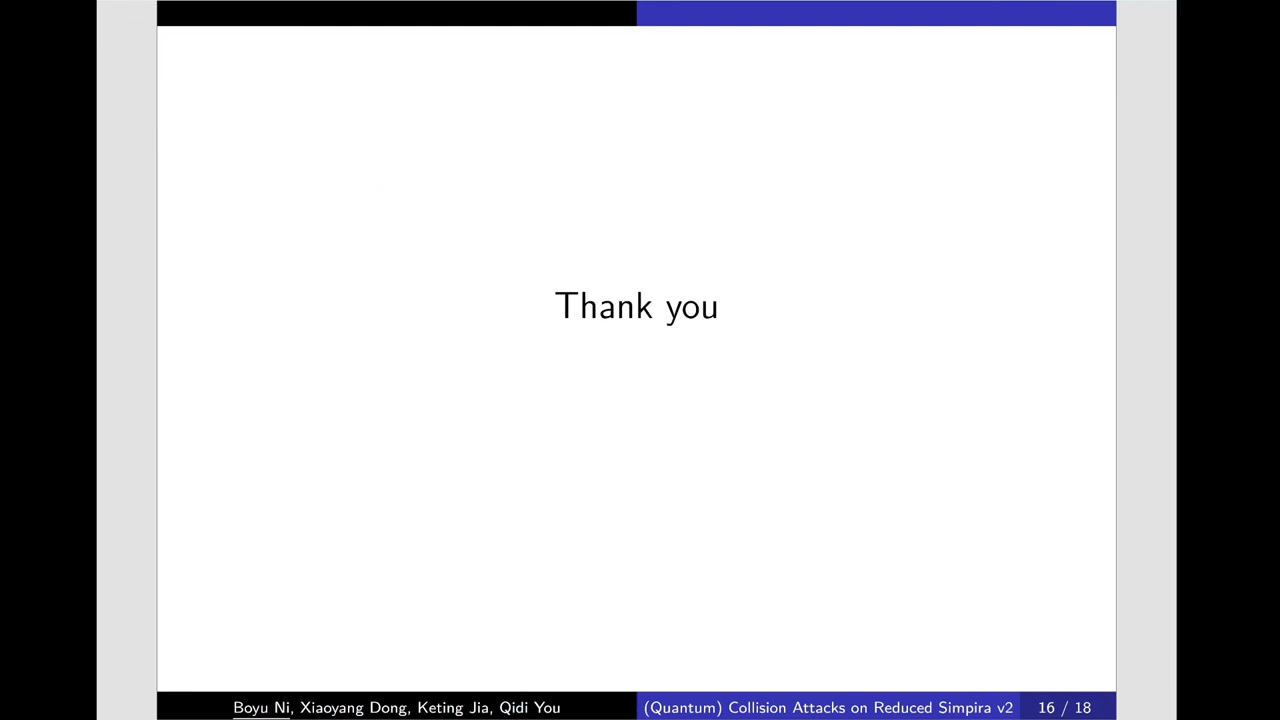 Thank you
Boyu Ni, Xiaoyang Dong, Keting Jia, Qidi You
(Quantum) Collision Attacks on Reduced Simpira v2
16 / 18